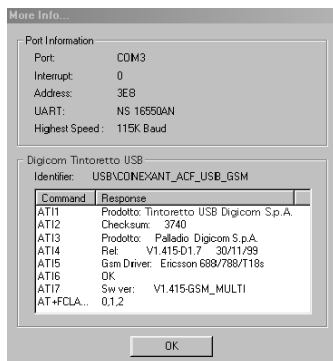 More Info...
Port Information
Port: COM3
Interrupt: 0
Address: 3E8
UART: NS 16550AN
Highest Speed : 115K Baud
Digicom Tintoretto USB
Identifier: USB\CONEXANT_ACF_USB_GSM
Command Response
ATI1 Prodotto: Tintoretto USB Digicom S.p.A.
ATI2 Checksum: 3740
ATI3 Prodotto: Palladio Digicom S.p.A.
ATI4 Rel: V1.415-D1.7 30/11/99
ATI5 Gsm Driver: Ericsson 688/788/T18s
ATI6 OK
ATI7 Sw ver: V1.415-GSM_MULTI
AT+FCLA... 0,1,2
OK